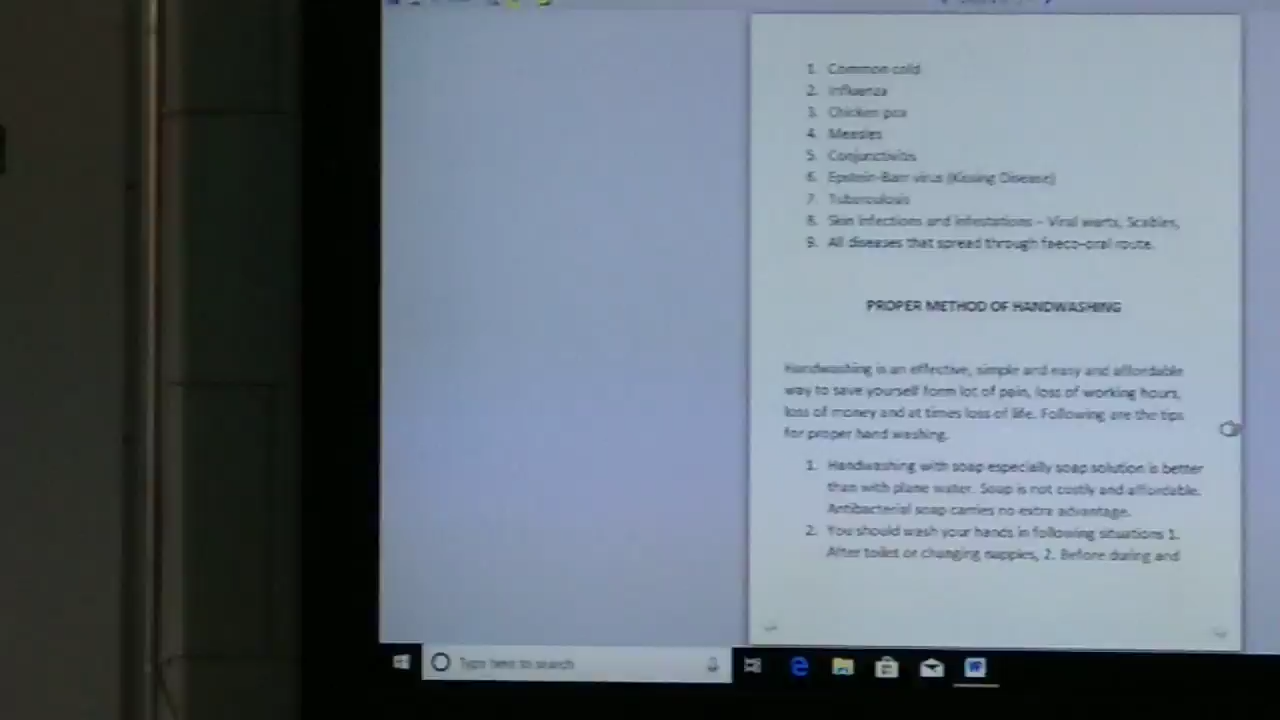 1. Common cold
2. Influenza
3. Chicken pox
4. Measles
5. Conjunctivitis
6. Epstein-Barr virus (Kissing Disease)
7. Tuberculosis
8. Skin infections and infestations – Viral warts, Scabies,
9. All diseases that spread through faeco-oral route.
PROPER METHOD OF HANDWASHING
Handwashing is an effective, simple and easy and affordable
way to save yourself form lot of pain, loss of working hours,
loss of money and at times loss of life. Following are the tips
for proper hand washing.
1. Handwashing with soap especially soap solution is better
than with plane water. Soap is not costly and affordable.
Antibacterial soap carries no extra advantage.
2. You should wash your hands in following situations 1.
After toilet or changing nappies, 2. Before during and
Type here to search